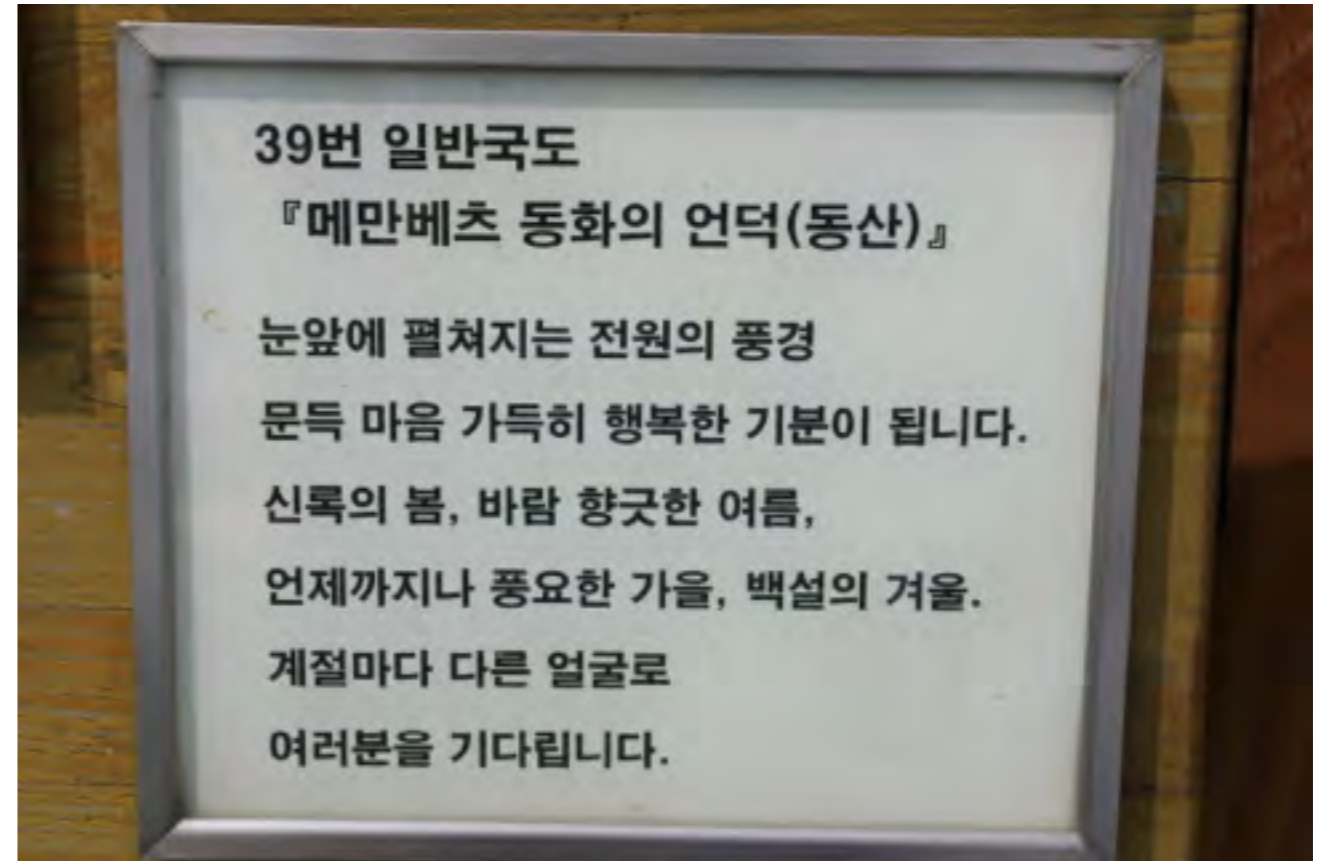 39번 일반국도
『메만베츠 동화의 언덕(동산)』
눈앞에 펼쳐지는 전원의 풍경
문득 마음 가득히 행복한 기분이 됩니다.
신록의 봄, 바람 향긋한 여름,
언제까지나 풍요한 가을, 백설의 겨울.
계절마다 다른 얼굴로
여러분을 기다립니다.